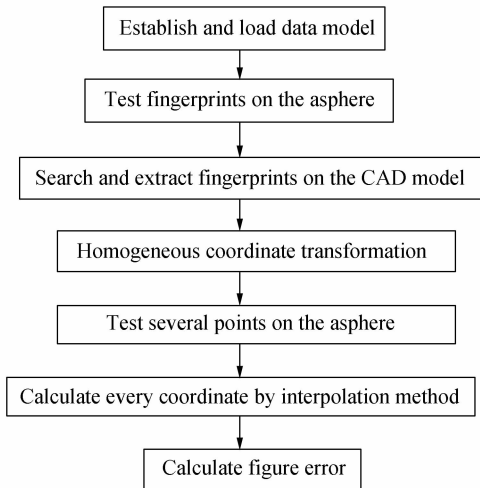 Establish and load data model
Test fingerprints on the asphere
Search and extract fingerprints on the CAD model
Homogeneous coordinate transformation
Test several points on the asphere
Calculate every coordinate by interpolation method
Calculate figure error